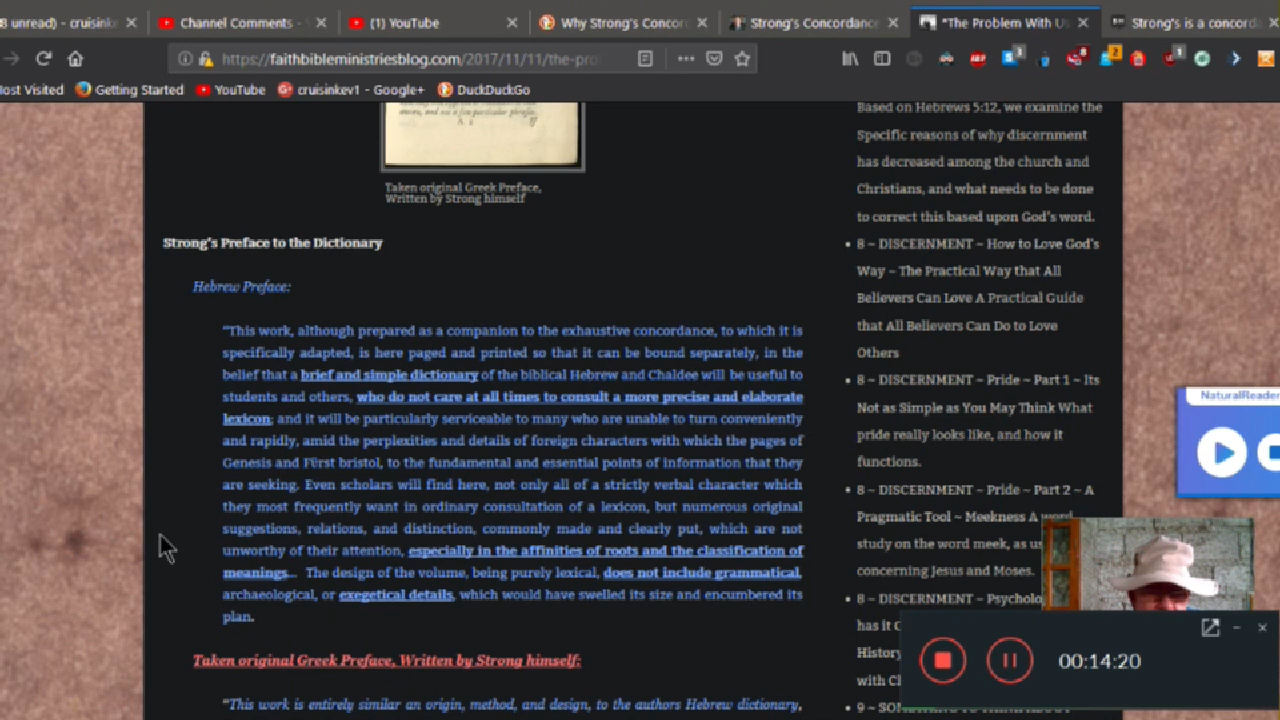 8 unread) - cruisink
Channel Comments -
(1) YouTube
Why Strong's Concor
Strong's Concordance
"The Problem With Us
Strong's is a concord
https://faithbibleministriesblog.com/2017/11/11/the-pro
3
8
2
1
lost Visited
Getting Started
YouTube
cruisinkev1 - Google+
DuckDuckGo
Taken original Greek Preface,
Written by Strong himself
Strong's Preface to the Dictionary
Hebrew Preface:
"This work, although prepared as a companion to the exhaustive concordance, to which it is
specifically adapted, is here paged and printed so that it can be bound separately, in the
belief that a brief and simple dictionary of the biblical Hebrew and Chaldee will be useful to
students and others, who do not care at all times to consult a more precise and elaborate
lexicon; and it will be particularly serviceable to many who are unable to turn conveniently
and rapidly, amid the perplexities and details of foreign characters with which the pages of
Genesis and Fürst bristol, to the fundamental and essential points of information that they
are seeking. Even scholars will find here, not only all of a strictly verbal character which
they most frequently want in ordinary consultation of a lexicon, but numerous original
suggestions, relations, and distinction, commonly made and clearly put, which are not
unworthy of their attention, especially in the affinities of roots and the classification of
meanings... The design of the volume, being purely lexical, does not include grammatical,
archaeological, or exegetical details, which would have swelled its size and encumbered its
plan.
Taken original Greek Preface, Written by Strong himself:
"This work is entirely similar an origin, method, and design, to the authors Hebrew dictionary,
Based on Hebrews 5:12, we examine the
Specific reasons of why discernment
has decreased among the church and
Christians, and what needs to be done
to correct this based upon God's word.
• 8 ~ DISCERNMENT ~ How to Love God's
Way ~ The Practical Way that All
Believers Can Love A Practical Guide
that All Believers Can Do to Love
Others
• 8 ~ DISCERNMENT ~ Pride ~ Part 1 ~ Its
Not as Simple as You May Think What
pride really looks like, and how it
functions.
• 8 ~ DISCERNMENT ~ Pride ~ Part 2 ~ A
Pragmatic Tool ~ Meekness A word
study on the word meek, as us
concerning Jesus and Moses.
• 8 ~ DISCERNMENT ~ Psycholo
has it C
History
with Ch
• 9 ~
NaturalReader
00:14:20